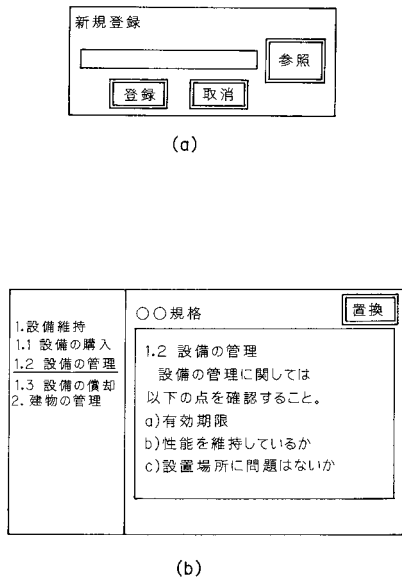 新規登録
参照
登録 取消
(a)
1.設備維持
1.1 設備の購入
1.2 設備の管理
1.3 設備の償却
2. 建物の管理
○○規格
置換
1.2 設備の管理
設備の管理に関しては
以下の点を確認すること。
a)有効期限
b)性能を維持しているか
c)設置場所に問題はないか
(b)